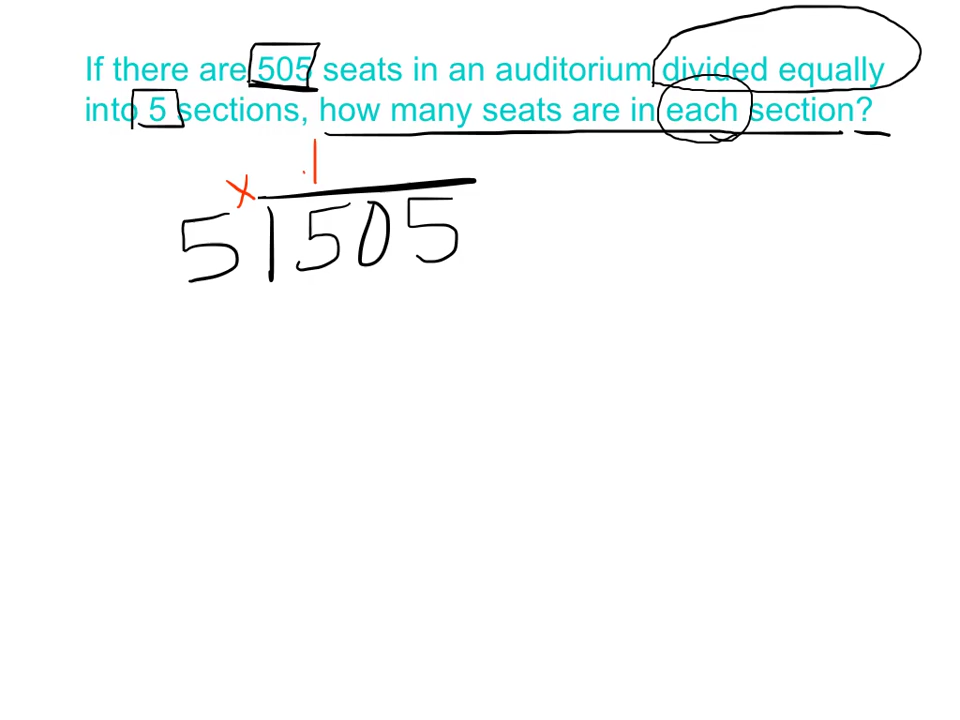 If there are 505 seats in an auditorium divided equally
into 5 sections, how many seats are in each section?
x 1
5 505